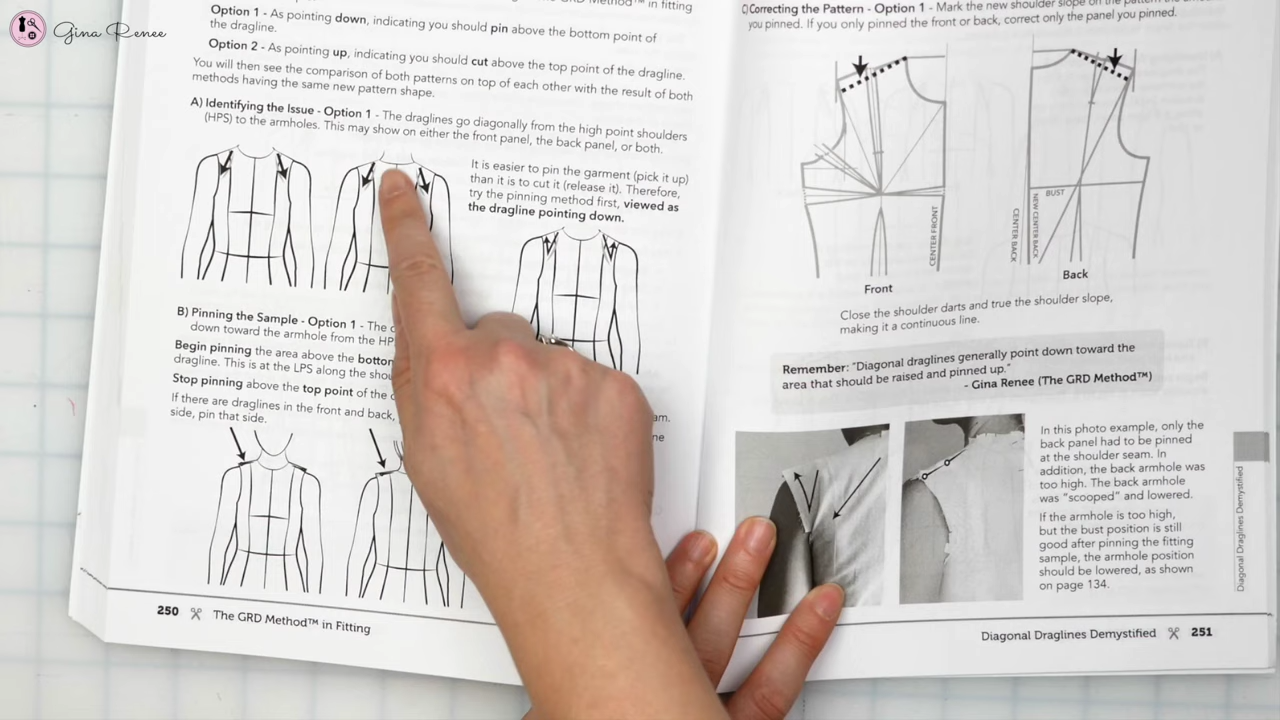 Gina Renee
Method™ in fitting
Option 1 - As pointing down, indicating you should pin above the bottom point of
the dragline.
Option 2 - As pointing up, indicating you should cut above the top point of the dragline.
You will then see the comparison of both patterns on top of each other with the result of both
methods having the same new pattern shape.
A) Identifying the Issue - Option 1 - The draglines go diagonally from the high point shoulders
(HPS) to the armholes. This may show on either the front panel, the back panel, or both.
It is easier to pin the garment (pick it up)
than it is to cut it (release it). Therefore,
try the pinning method first, viewed as
the dragline pointing down.
B) Pinning the Sample - Option 1 - The
down toward the armhole from the HP
Begin pinning the area above the
dragline. This is at the LPS along the
Stop pinning above the top point of the
If there are draglines in the front and back,
side, pin that side.
250 The GRD Method™ in Fitting
C) Correcting the Pattern - Option 1 - Mark the new shoulder slope on the pattern
you pinned. If you only pinned the front or back, correct only the panel you pinned.
CENTER FRONT
CENTER BACK
NEW CENTER BACK
BUST
Front
Back
Close the shoulder darts and true the shoulder slope,
making it a continuous line.
Remember: "Diagonal draglines generally point down toward the
area that should be raised and pinned up."
- Gina Renee (The GRD Method™)
In this photo example, only the
back panel had to be pinned
at the shoulder seam. In
addition, the back armhole was
too high. The back armhole
was "scooped" and lowered.
If the armhole is too high,
but the bust position is still
good after pinning the fitting
sample, the armhole position
should be lowered, as shown
on page 134.
Diagonal Draglines Demystified
Diagonal Draglines Demystified 251